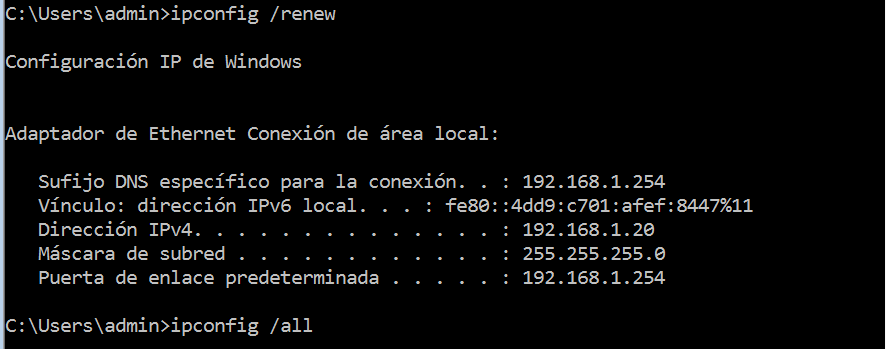 C:\Users\admin>ipconfig /renew
Configuración IP de Windows
Adaptador de Ethernet Conexión de área local:
Sufijo DNS específico para la conexión. . : 192.168.1.254
Vínculo: dirección IPv6 local. . . : fe80::4dd9:c701:afef:8447%11
Dirección IPv4. . . . . . . . . . . . . . : 192.168.1.20
Máscara de subred . . . . . . . . . . . . : 255.255.255.0
Puerta de enlace predeterminada . . . . . : 192.168.1.254
C:\Users\admin>ipconfig /all